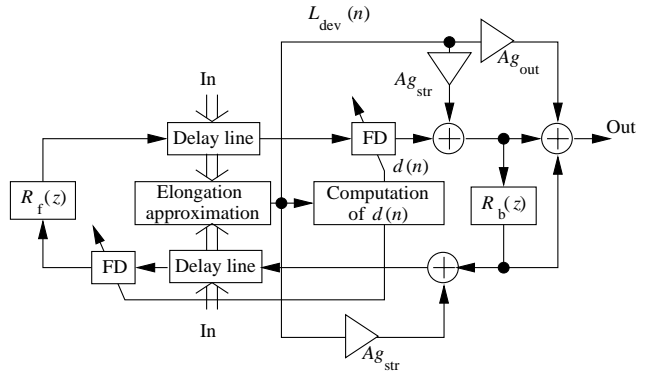 L_dev (n)
In
Ag_out
Ag_str
Out
Delay line
FD
d(n)
R_f(z)
Elongation
approximation
Computation
of d(n)
R_b(z)
FD
Delay line
In
Ag_str